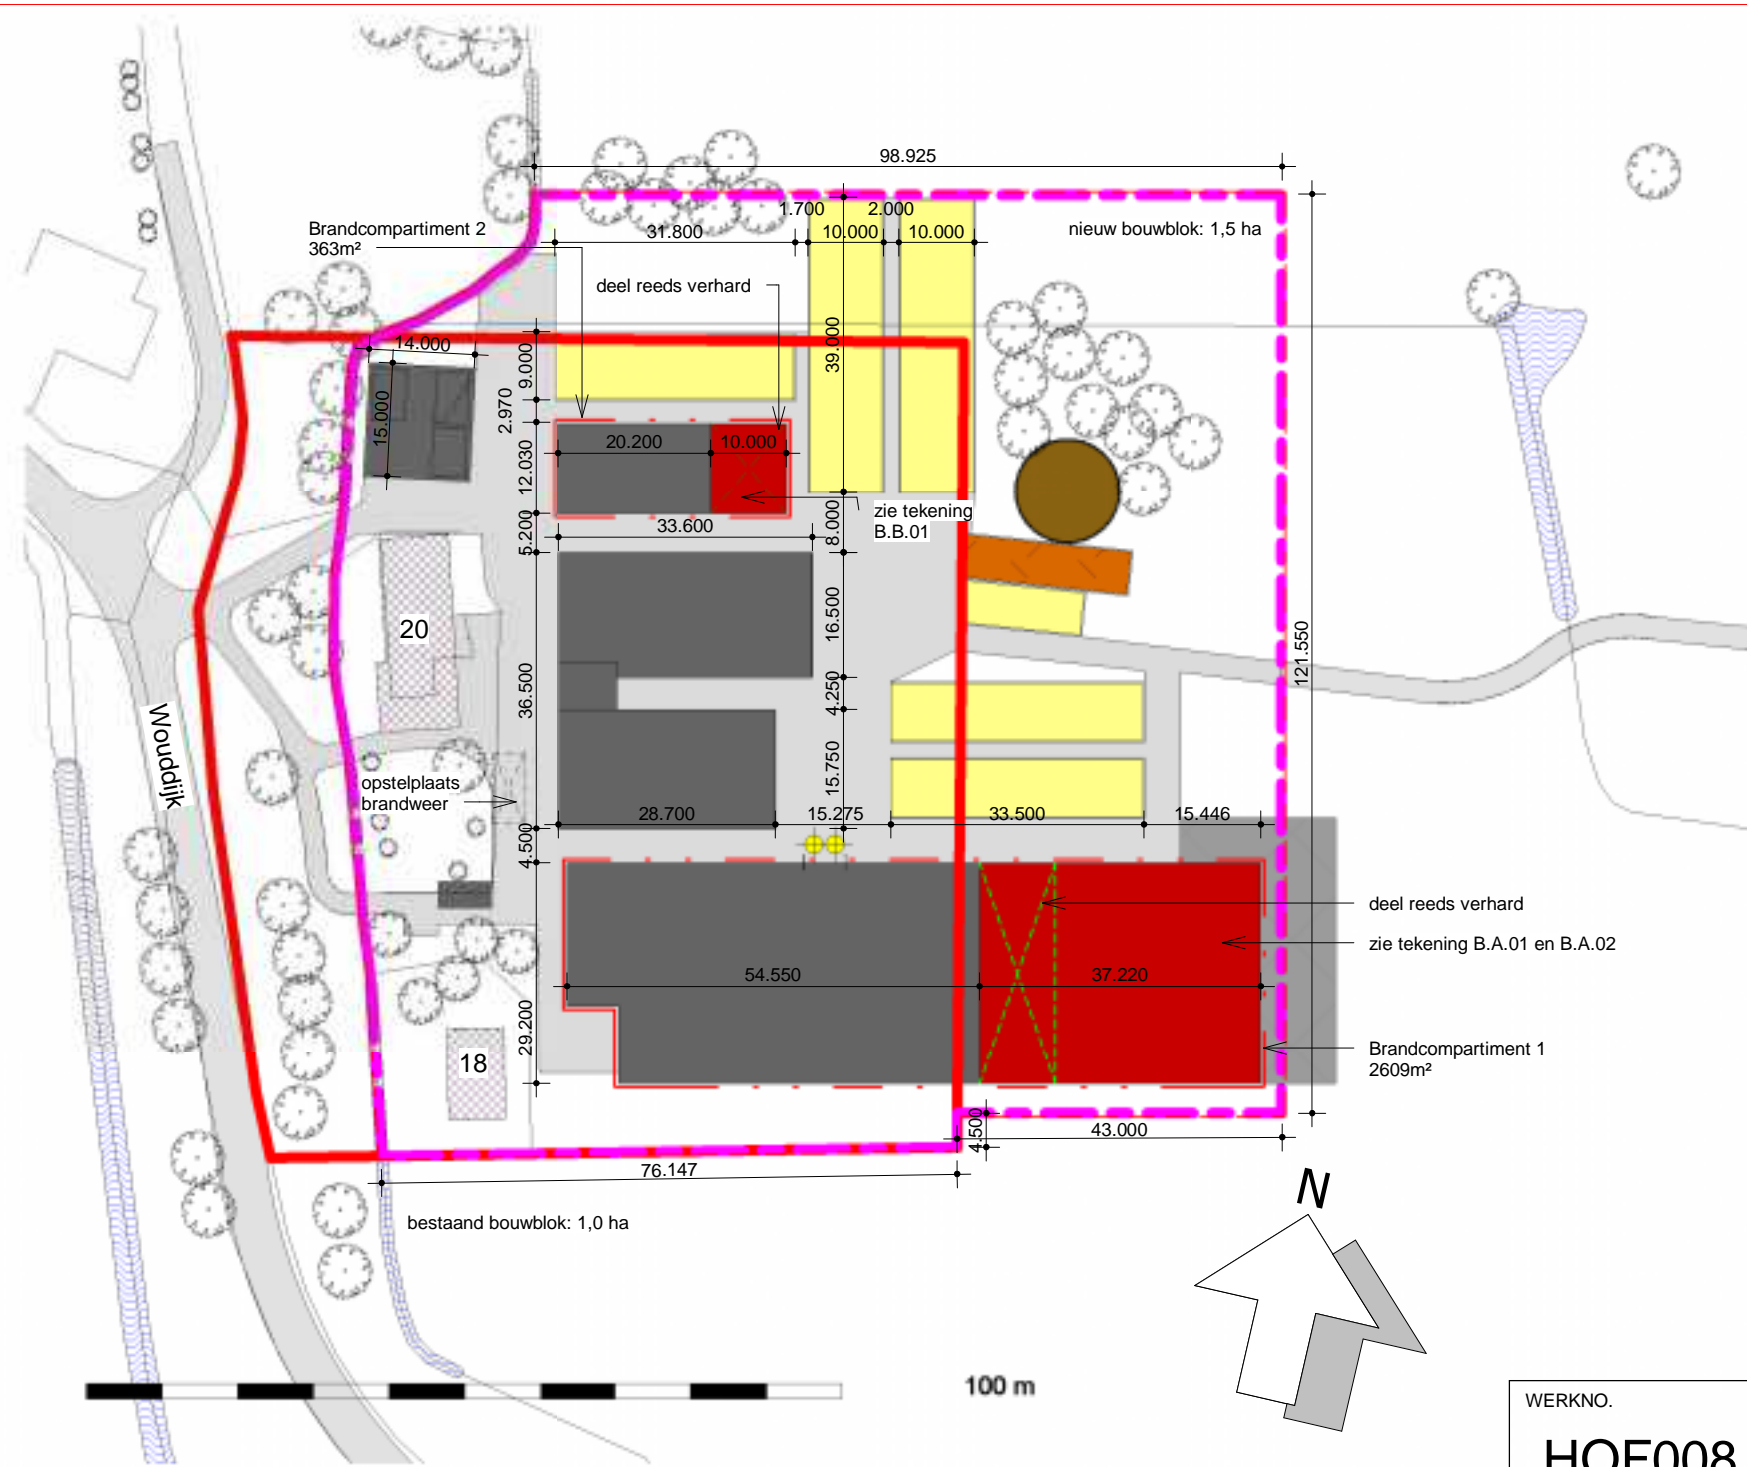 98.925
1.700
2.000
Brandcompartiment 2
363m²
31.800
10.000
10.000
nieuw bouwblok: 1,5 ha
deel reeds verhard
14.000
9.000
39.000
15.000
2.970
20.200
10.000
12.030
zie tekening
B.B.01
33.600
5.200
8.000
20
16.500
121.550
36.500
4.250
Wouddijk
15.750
opstelplaats
brandweer
28.700
15.275
33.500
15.446
4.500
deel reeds verhard
zie tekening B.A.01 en B.A.02
54.550
37.220
29.200
18
Brandcompartiment 1
2609m²
4.500
43.000
76.147
N
bestaand bouwblok: 1,0 ha
100 m
WERKNO.
HOF008